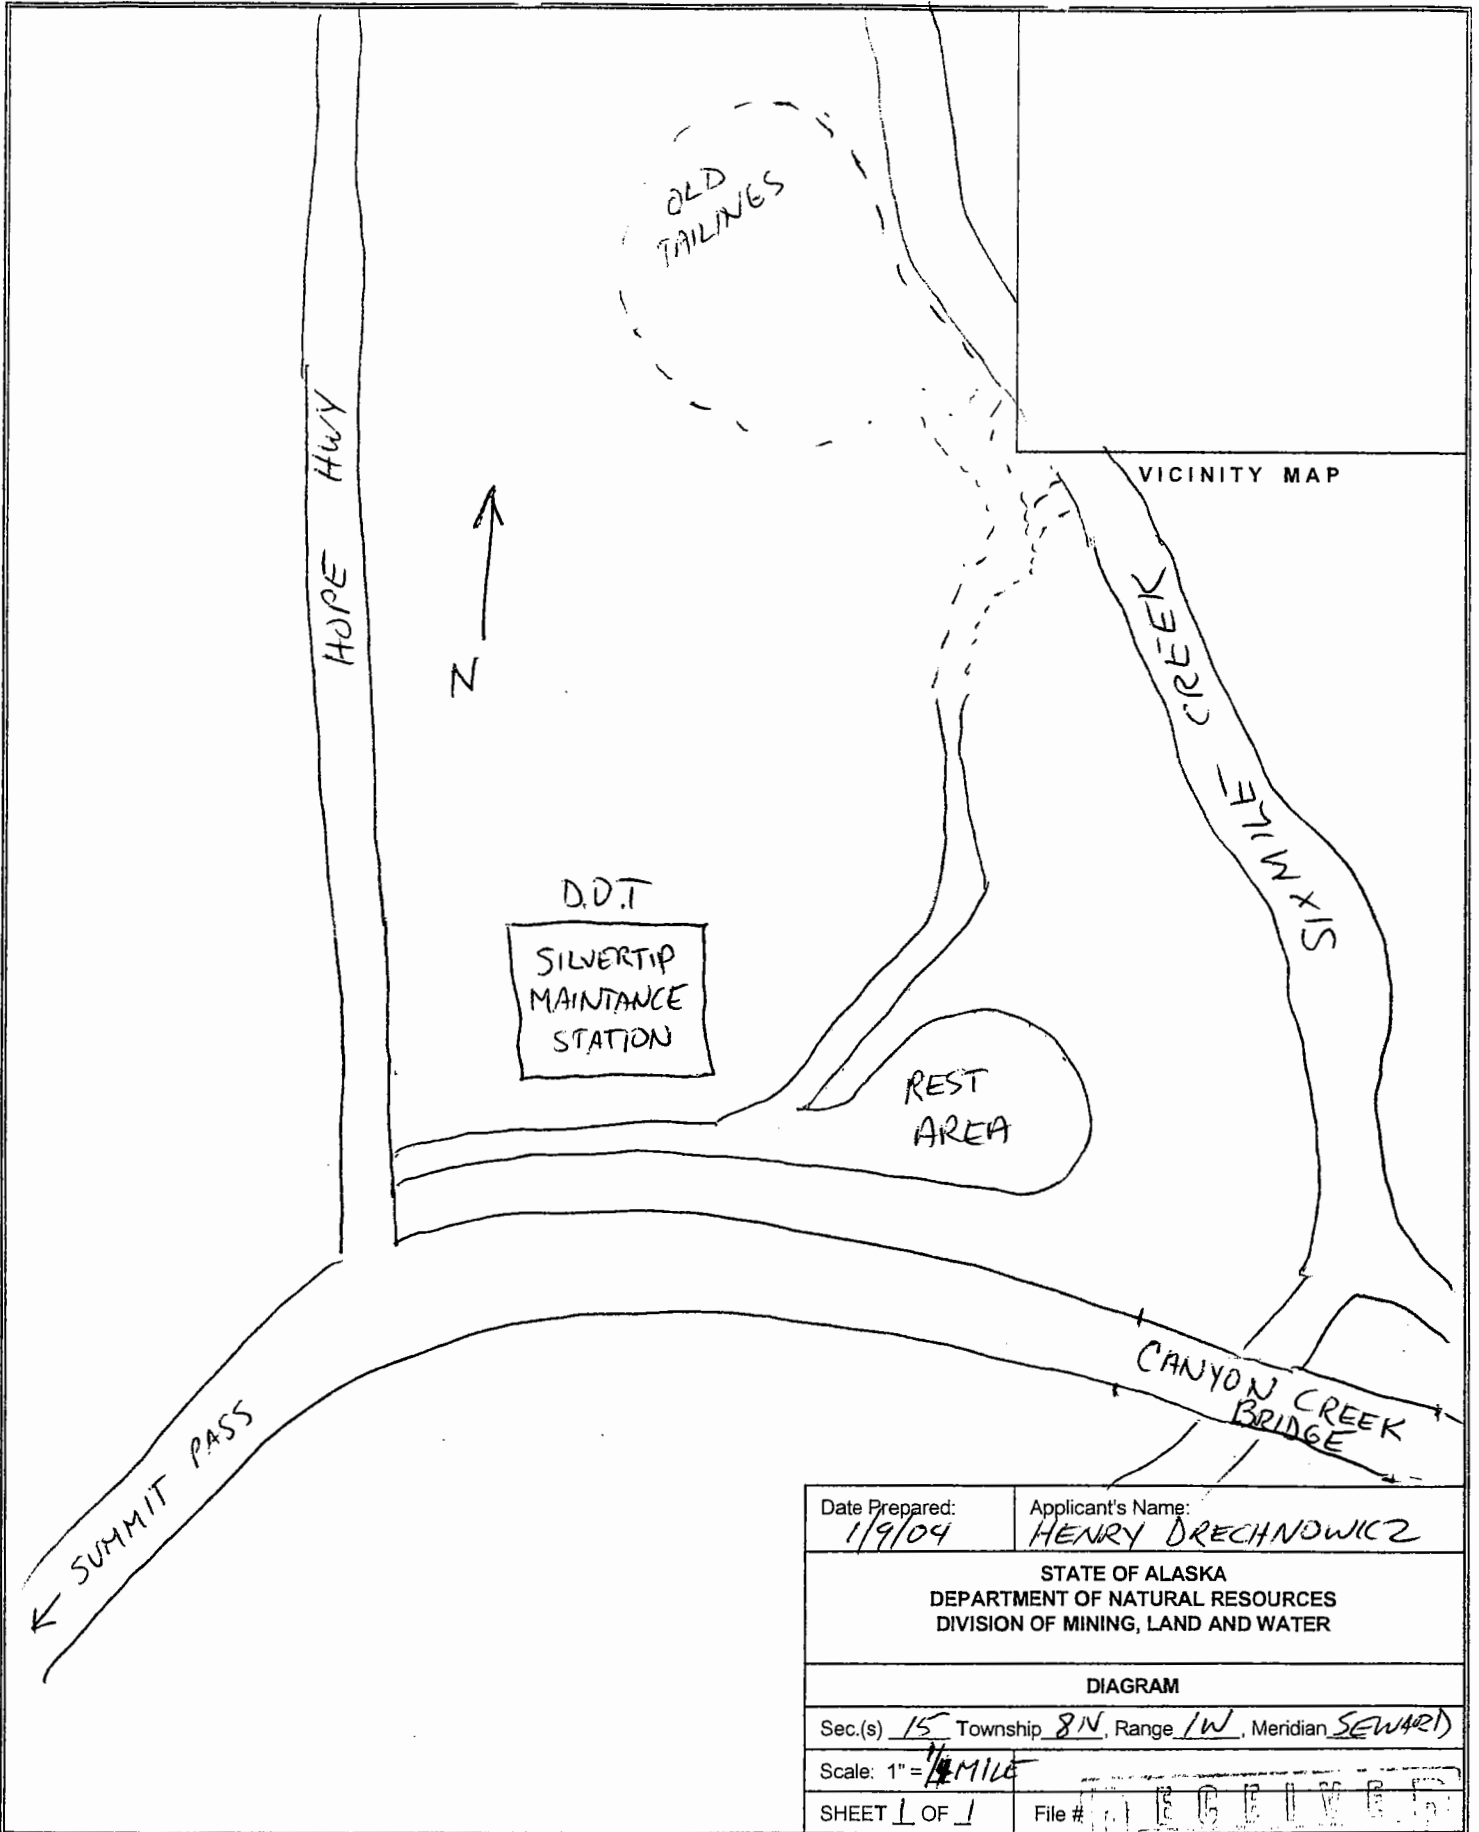 OLD
TAILINGS
HOPE HWY
N
VICINITY MAP
SIXMILE CREEK
D.O.T
SILVERTIP
MAINTANCE
STATION
REST
AREA
CANYON CREEK
BRIDGE
SUMMIT PASS
Date Prepared:
1/9/04
Applicant's Name:
HENRY DRECHNOWICZ
STATE OF ALASKA
DEPARTMENT OF NATURAL RESOURCES
DIVISION OF MINING, LAND AND WATER
DIAGRAM
Sec.(s) 15 Township 8N, Range 1W, Meridian SEWARD
Scale: 1" = 1/4 MILE
SHEET 1 OF 1
File #
RECEIVED